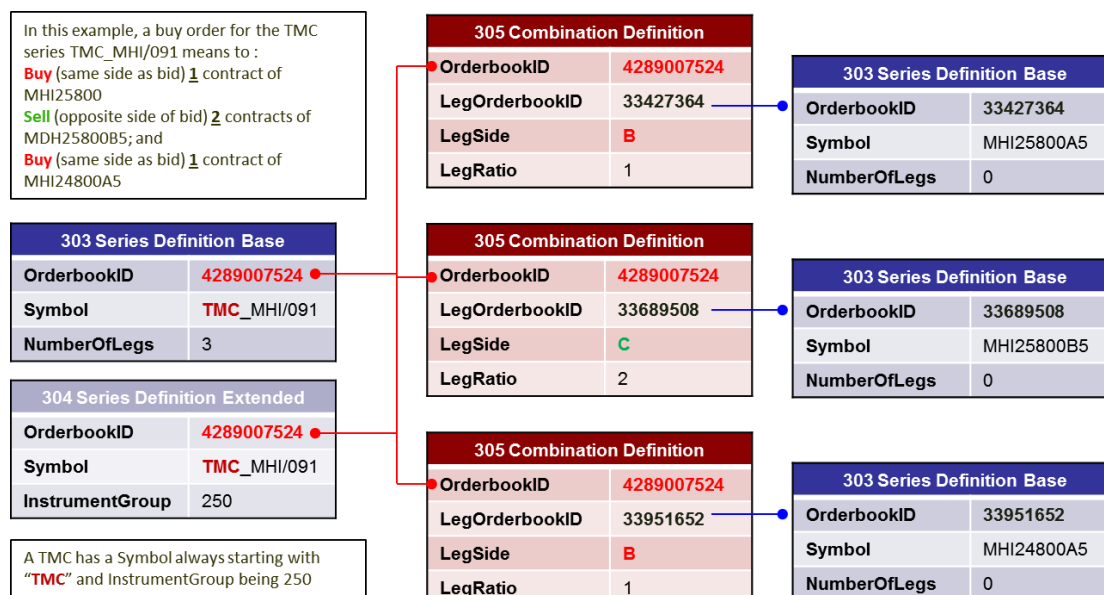 In this example, a buy order for the TMC
series TMC_MHI/091 means to :
Buy (same side as bid) 1 contract of
MHI25800
Sell (opposite side of bid) 2 contracts of
MDH25800B5; and
Buy (same side as bid) 1 contract of
MHI24800A5
303 Series Definition Base
OrderbookID 4289007524
Symbol TMC_MHI/091
NumberOfLegs 3
304 Series Definition Extended
OrderbookID 4289007524
Symbol TMC_MHI/091
InstrumentGroup 250
A TMC has a Symbol always starting with
“TMC” and InstrumentGroup being 250
305 Combination Definition
OrderbookID 4289007524
LegOrderbookID 33427364
LegSide B
LegRatio 1
305 Combination Definition
OrderbookID 4289007524
LegOrderbookID 33689508
LegSide C
LegRatio 2
305 Combination Definition
OrderbookID 4289007524
LegOrderbookID 33951652
LegSide B
LegRatio 1
303 Series Definition Base
OrderbookID 33427364
Symbol MHI25800A5
NumberOfLegs 0
303 Series Definition Base
OrderbookID 33689508
Symbol MHI25800B5
NumberOfLegs 0
303 Series Definition Base
OrderbookID 33951652
Symbol MHI24800A5
NumberOfLegs 0